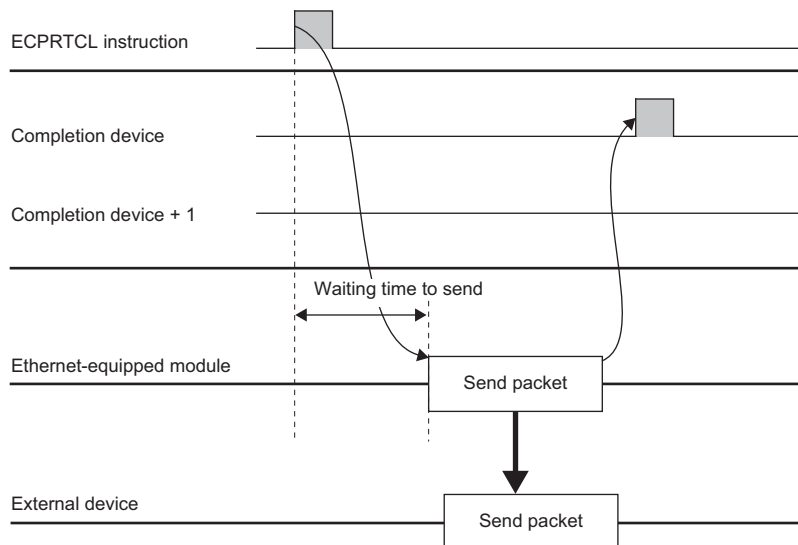 ECPRTCL instruction
Completion device
Completion device + 1
Waiting time to send
Ethernet-equipped module
Send packet
External device
Send packet